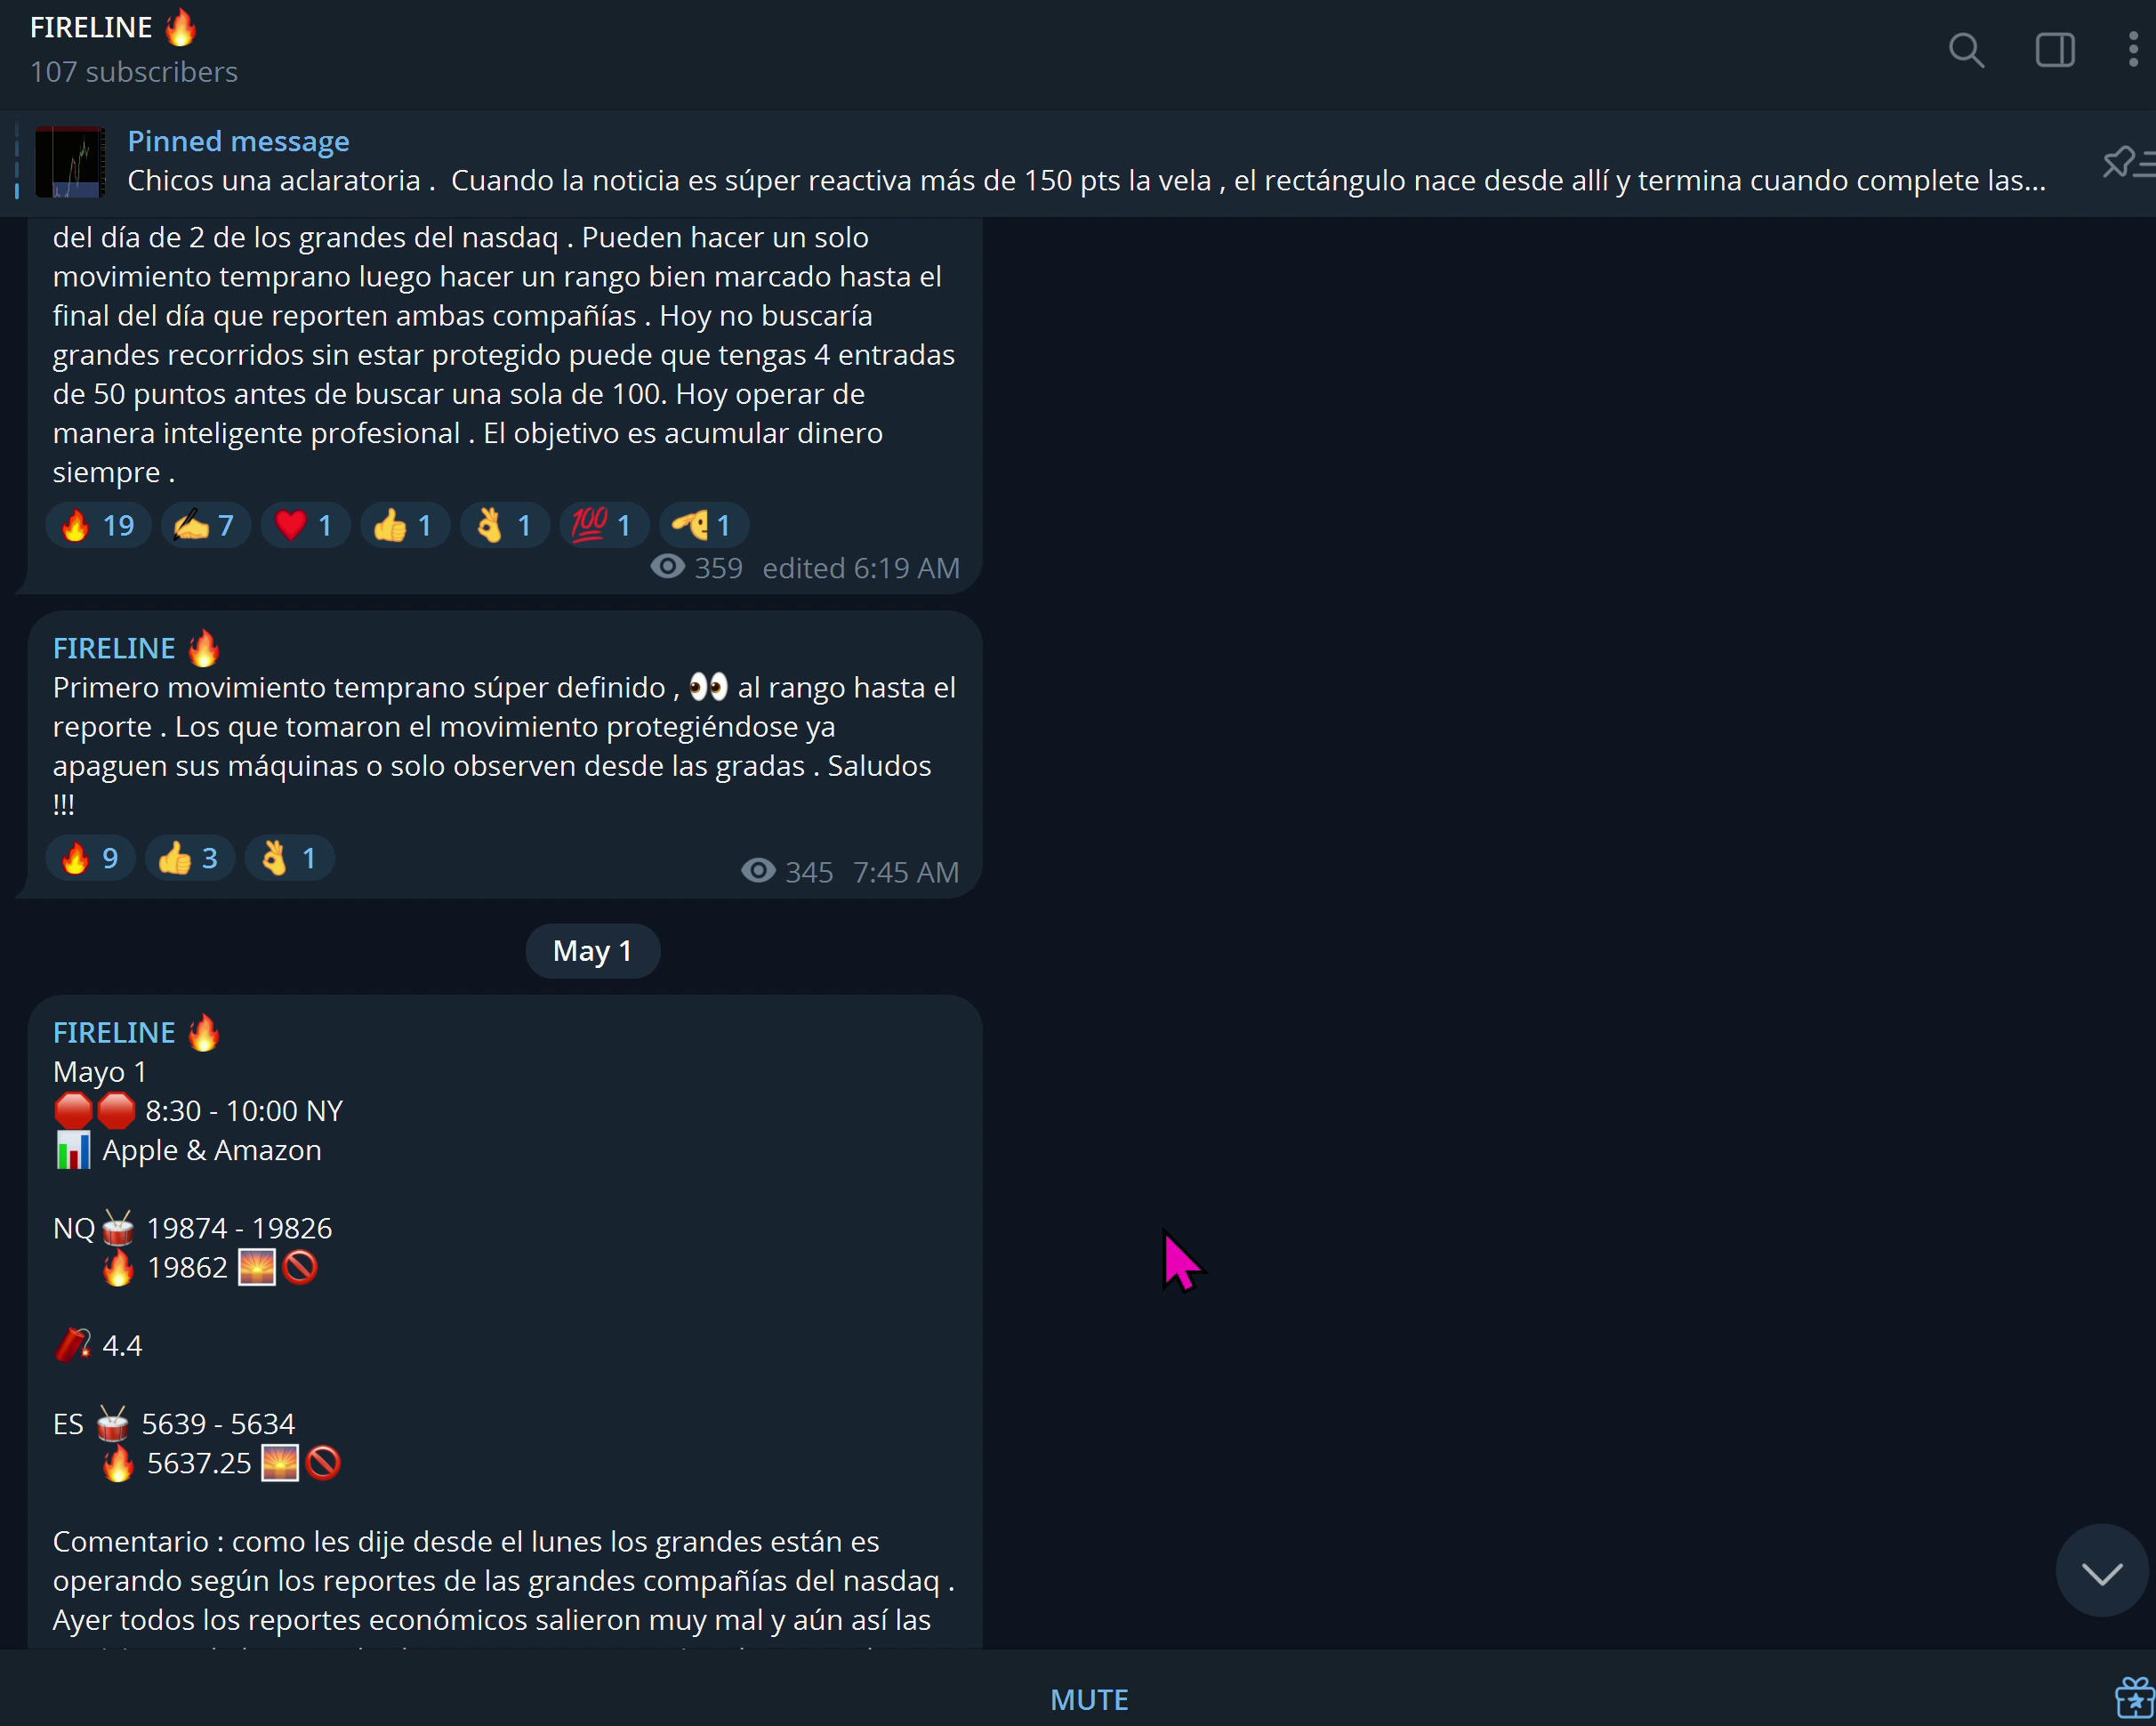 FIRELINE 🔥
107 subscribers
Pinned message
Chicos una aclaratoria . Cuando la noticia es súper reactiva más de 150 pts la vela , el rectángulo nace desde allí y termina cuando complete las...
del día de 2 de los grandes del nasdaq . Pueden hacer un solo
movimiento temprano luego hacer un rango bien marcado hasta el
final del día que reporten ambas compañías . Hoy no buscaría
grandes recorridos sin estar protegido puede que tengas 4 entradas
de 50 puntos antes de buscar una sola de 100. Hoy operar de
manera inteligente profesional . El objetivo es acumular dinero
siempre .
🔥 19 ✍️ 7 ❤️ 1 👍 1 👌 1 💯 1 🫡 1
359 edited 6:19 AM
FIRELINE 🔥
Primero movimiento temprano súper definido , 👀 al rango hasta el
reporte . Los que tomaron el movimiento protegiéndose ya
apaguen sus máquinas o solo observen desde las gradas . Saludos
!!!
🔥 9 👍 3 👌 1
345 7:45 AM
May 1
FIRELINE 🔥
Mayo 1
🛑🛑 8:30 - 10:00 NY
📊 Apple & Amazon
NQ🥁 19874 - 19826
🔥 19862 🌅🚫
🧨 4.4
ES 🥁 5639 - 5634
🔥 5637.25 🌅🚫
Comentario : como les dije desde el lunes los grandes están es
operando según los reportes de las grandes compañías del nasdaq .
Ayer todos los reportes económicos salieron muy mal y aún así las
MUTE